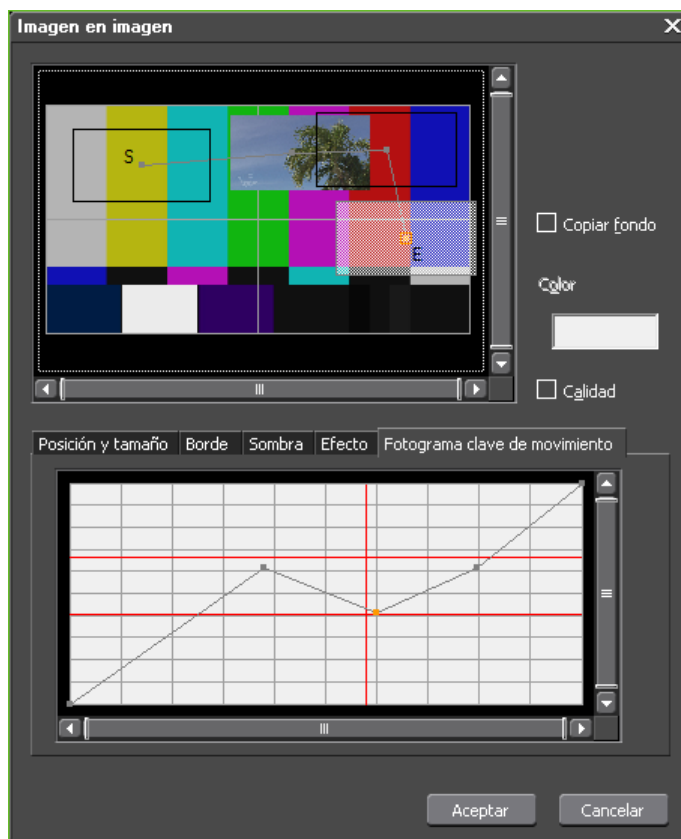 Imagen en imagen
S
E
Copiar fondo
Color
Calidad
Posición y tamaño Borde Sombra Efecto Fotograma clave de movimiento
Aceptar Cancelar